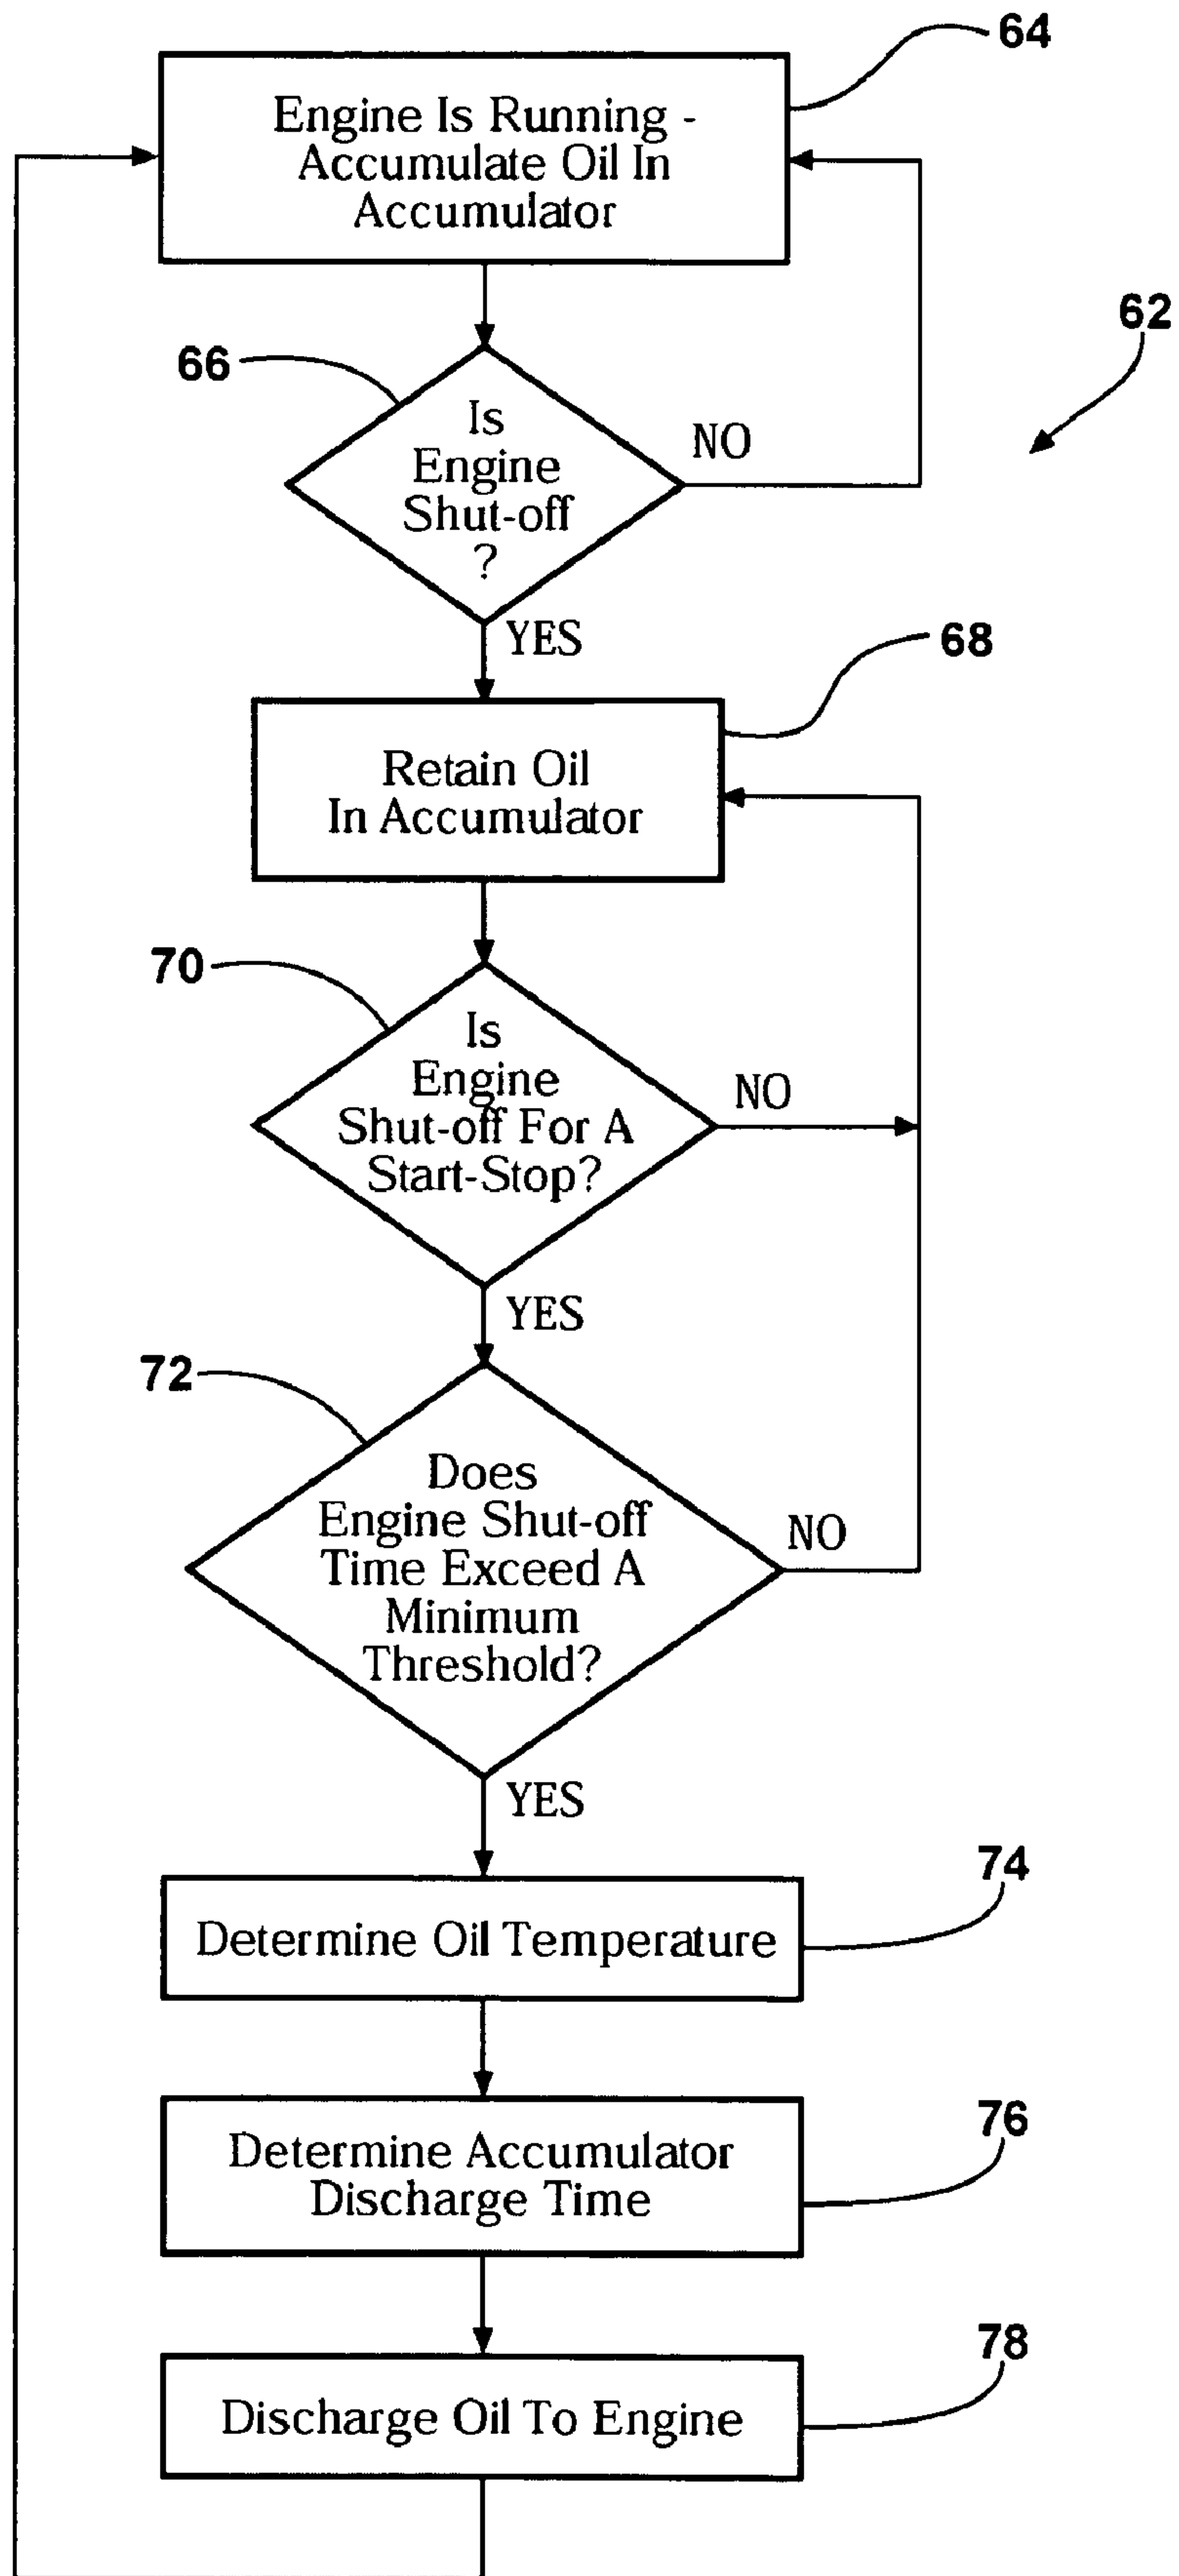 64
Engine Is Running -
Accumulate Oil In
Accumulator
62
66
Is
Engine
Shut-off
?
NO
YES
68
Retain Oil
In Accumulator
70
Is
Engine
Shut-off For A
Start-Stop?
NO
YES
72
Does
Engine Shut-off
Time Exceed A
Minimum
Threshold?
NO
YES
74
Determine Oil Temperature
76
Determine Accumulator
Discharge Time
78
Discharge Oil To Engine